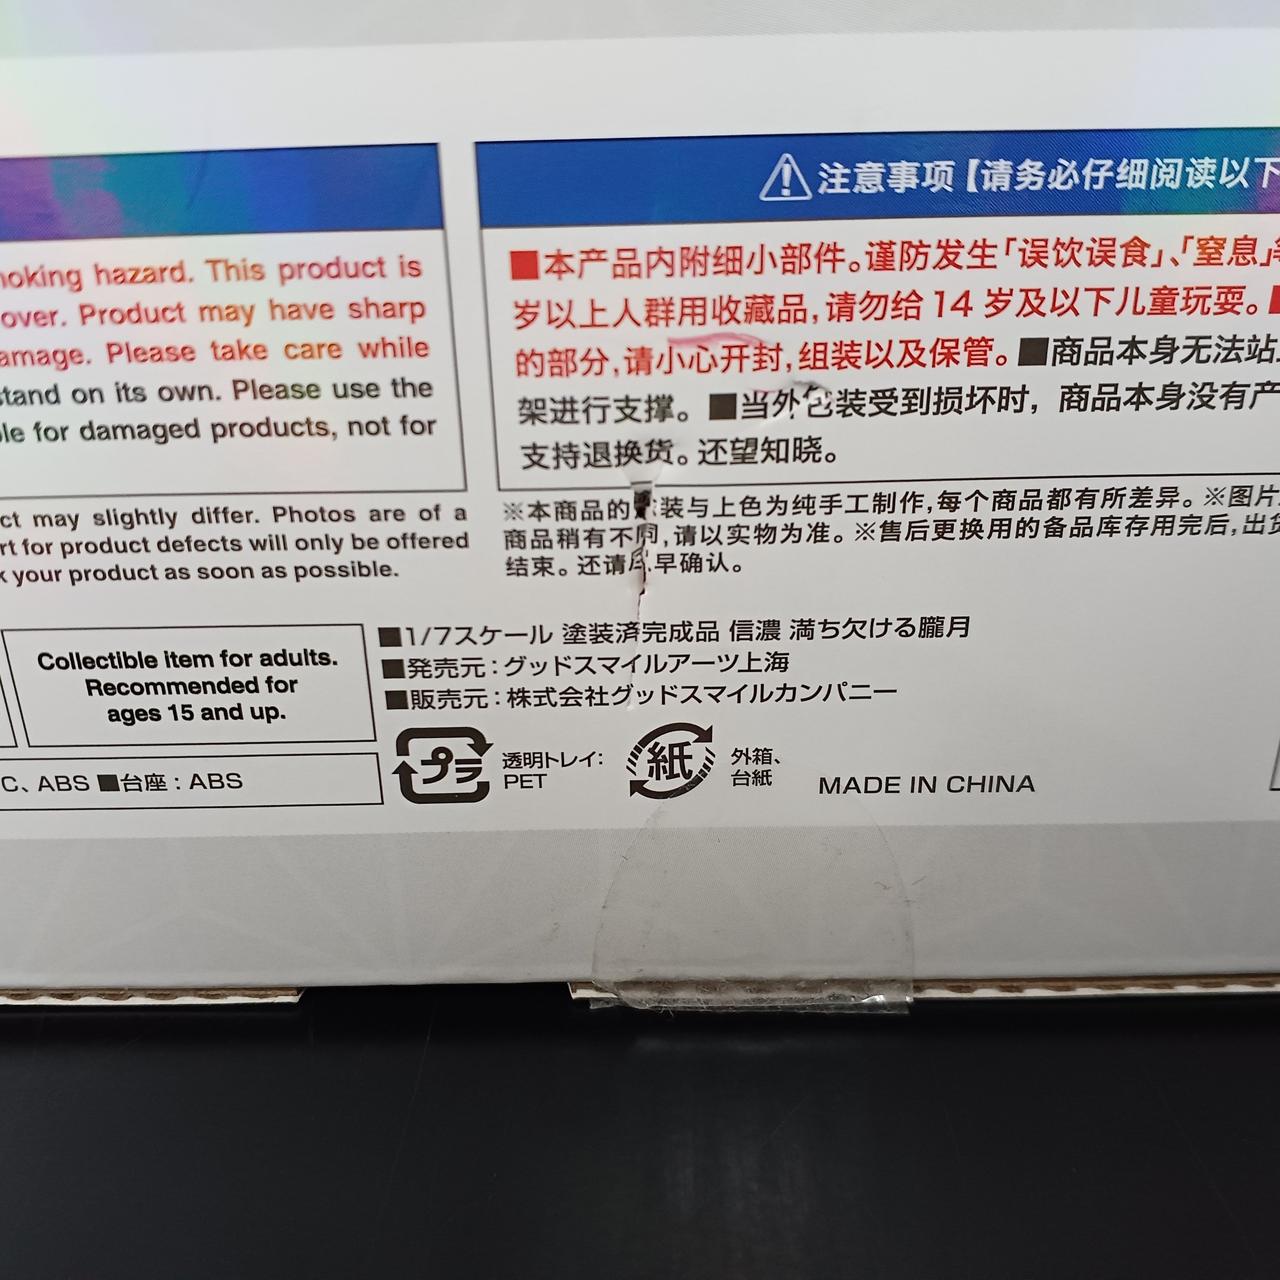 oking hazard. This product is
over. Product may have sharp
amage. Please take care while
stand on its own. Please use the
le for damaged products, not for
ct may slightly differ. Photos are of a
rt for product defects will only be offered
k your product as soon as possible.
Collectible item for adults.
Recommended for
ages 15 and up.
C、ABS ■台座：ABS
注意事项【请务必仔细阅读以下
■本产品内附细小部件。谨防发生「误饮误食」、「窒息」
岁以上人群用收藏品,请勿给 14 岁及以下儿童玩耍。■
的部分,请小心开封,组装以及保管。■商品本身无法站
架进行支撑。■当外包装受到损坏时，商品本身没有产
支持退换货。还望知晓。
※本商品的 装与上色为纯手工制作,每个商品都有所差异。※图片
商品稍有不同,请以实物为准。※售后更换用的备品库存用完后,出货
结束。还请尽早确认。
■1/7スケール 塗装済完成品 信濃 満ち欠ける朧月
■発売元：グッドスマイルアーツ上海
■販売元：株式会社グッドスマイルカンパニー
プラ
透明トレイ：
PET
紙
外箱、
台紙
MADE IN CHINA